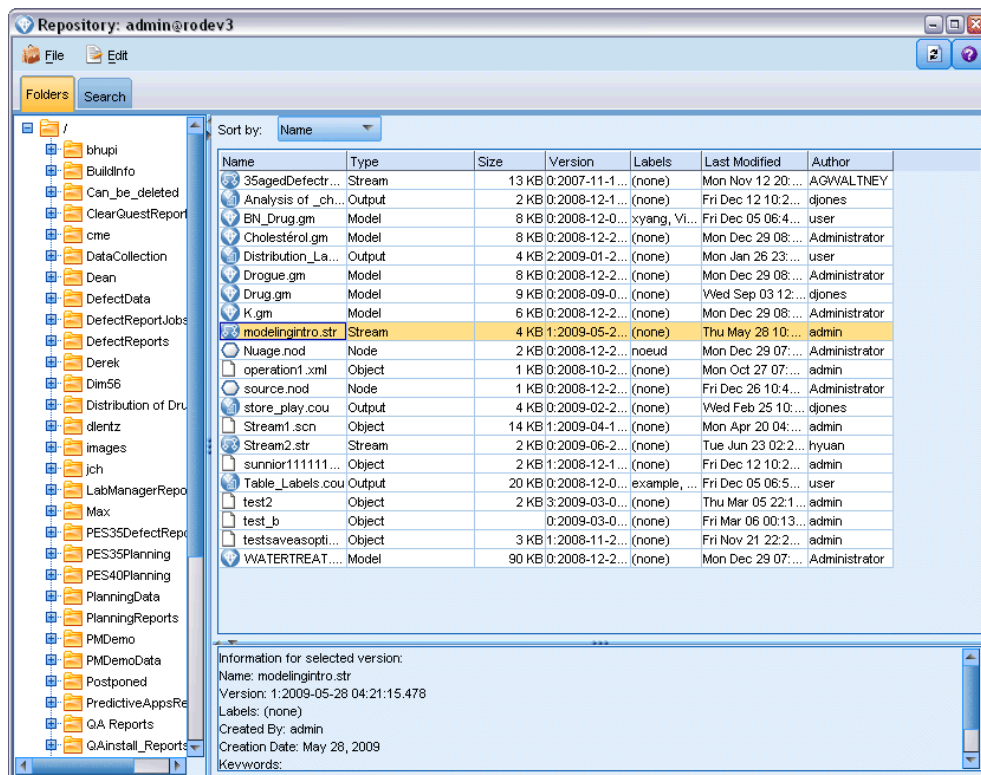 Repository: admin@rodev3
File Edit
Folders Search
/
bhupi
BuildInfo
Can_be_deleted
ClearQuestReport
cme
DataCollection
Dean
DefectData
DefectReportJobs
DefectReports
Derek
Dim56
Distribution of Dru
dlentz
images
jch
LabManagerRepo
Max
PES35DefectRepo
PES35Planning
PES40Planning
PlanningData
PlanningReports
PMDemo
PMDemoData
Postponed
PredictiveAppsRe
QA Reports
QAinstall_Reports
Sort by: Name
Name Type Size Version Labels Last Modified Author
35agedDefectr... Stream 13 KB 0:2007-11-1... (none) Mon Nov 12 20:... AGWALTNEY
Analysis of _ch... Output 2 KB 0:2008-12-1... (none) Fri Dec 12 10:2... djones
BN_Drug.gm Model 8 KB 0:2008-12-0... xyang, Vi... Fri Dec 05 06:4... user
Cholestérol.gm Model 8 KB 0:2008-12-2... (none) Mon Dec 29 08:... Administrator
Distribution_La... Output 4 KB 2:2009-01-2... (none) Mon Jan 26 23:... user
Drogue.gm Model 8 KB 0:2008-12-2... (none) Mon Dec 29 08:... Administrator
Drug.gm Model 9 KB 0:2008-09-0... (none) Wed Sep 03 12:... djones
K.gm Model 6 KB 0:2008-12-2... (none) Mon Dec 29 08:... Administrator
modelingintro.str Stream 4 KB 1:2009-05-2... (none) Thu May 28 10:... admin
Nuage.nod Node 2 KB 0:2008-12-2... noeud Mon Dec 29 07:... Administrator
operation1.xml Object 1 KB 0:2008-10-2... (none) Mon Oct 27 07:... admin
source.nod Node 1 KB 0:2008-12-2... (none) Fri Dec 26 10:4... Administrator
store_play.cou Output 4 KB 0:2009-02-2... (none) Wed Feb 25 10:... djones
Stream1.scn Object 14 KB 1:2009-04-1... (none) Mon Apr 20 04:... admin
Stream2.str Stream 2 KB 0:2009-06-2... (none) Tue Jun 23 02:2... hyuan
sunnior111111... Object 2 KB 1:2008-12-1... (none) Fri Dec 12 10:2... admin
Table_Labels.cou Output 20 KB 0:2008-12-0... example, ... Fri Dec 05 06:5... user
test2 Object 2 KB 3:2009-03-0... (none) Thu Mar 05 22:1... admin
test_b Object 0:2009-03-0... (none) Fri Mar 06 00:13... admin
testsaveasopti... Object 3 KB 1:2008-11-2... (none) Fri Nov 21 22:2... admin
WATERTREAT.... Model 90 KB 0:2008-12-2... (none) Mon Dec 29 07:... Administrator
Information for selected version:
Name: modelingintro.str
Version: 1:2009-05-28 04:21:15.478
Labels: (none)
Created By: admin
Creation Date: May 28, 2009
Keywords: